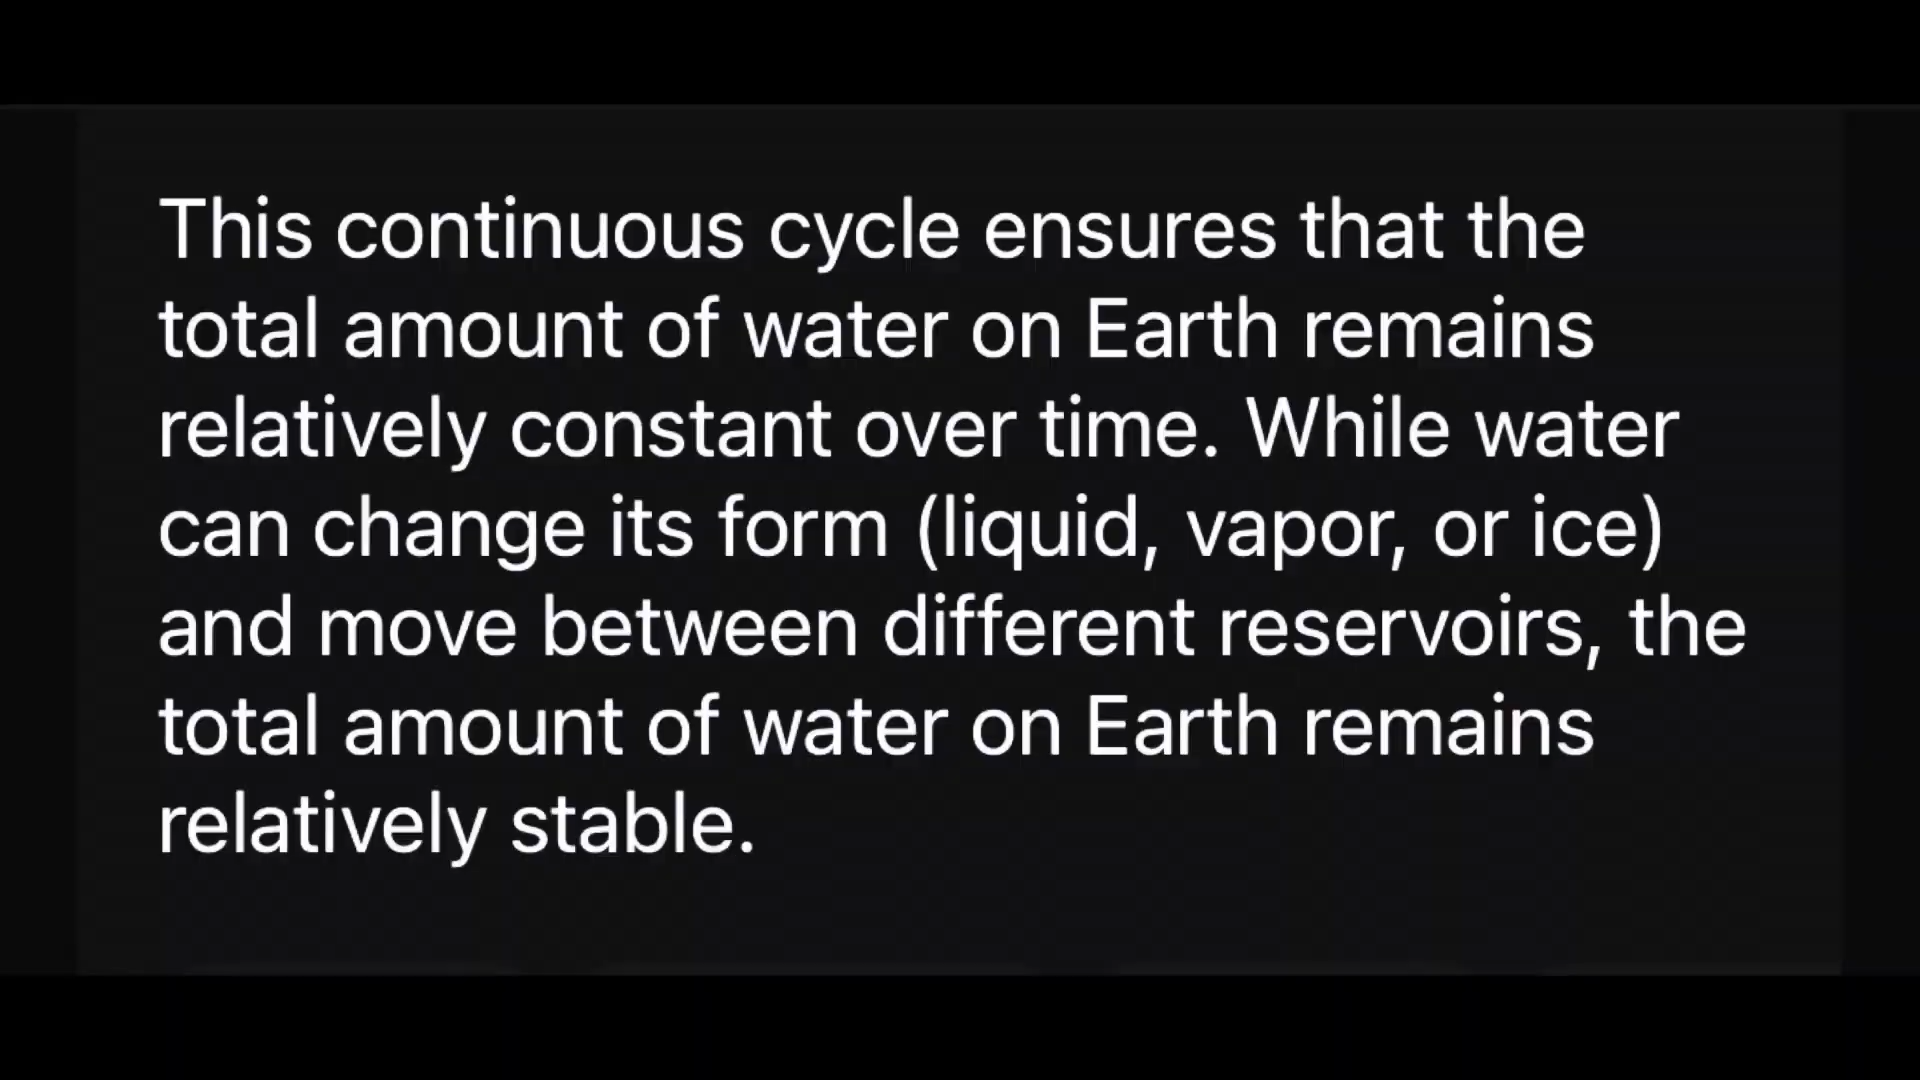 This continuous cycle ensures that the
total amount of water on Earth remains
relatively constant over time. While water
can change its form (liquid, vapor, or ice)
and move between different reservoirs, the
total amount of water on Earth remains
relatively stable.